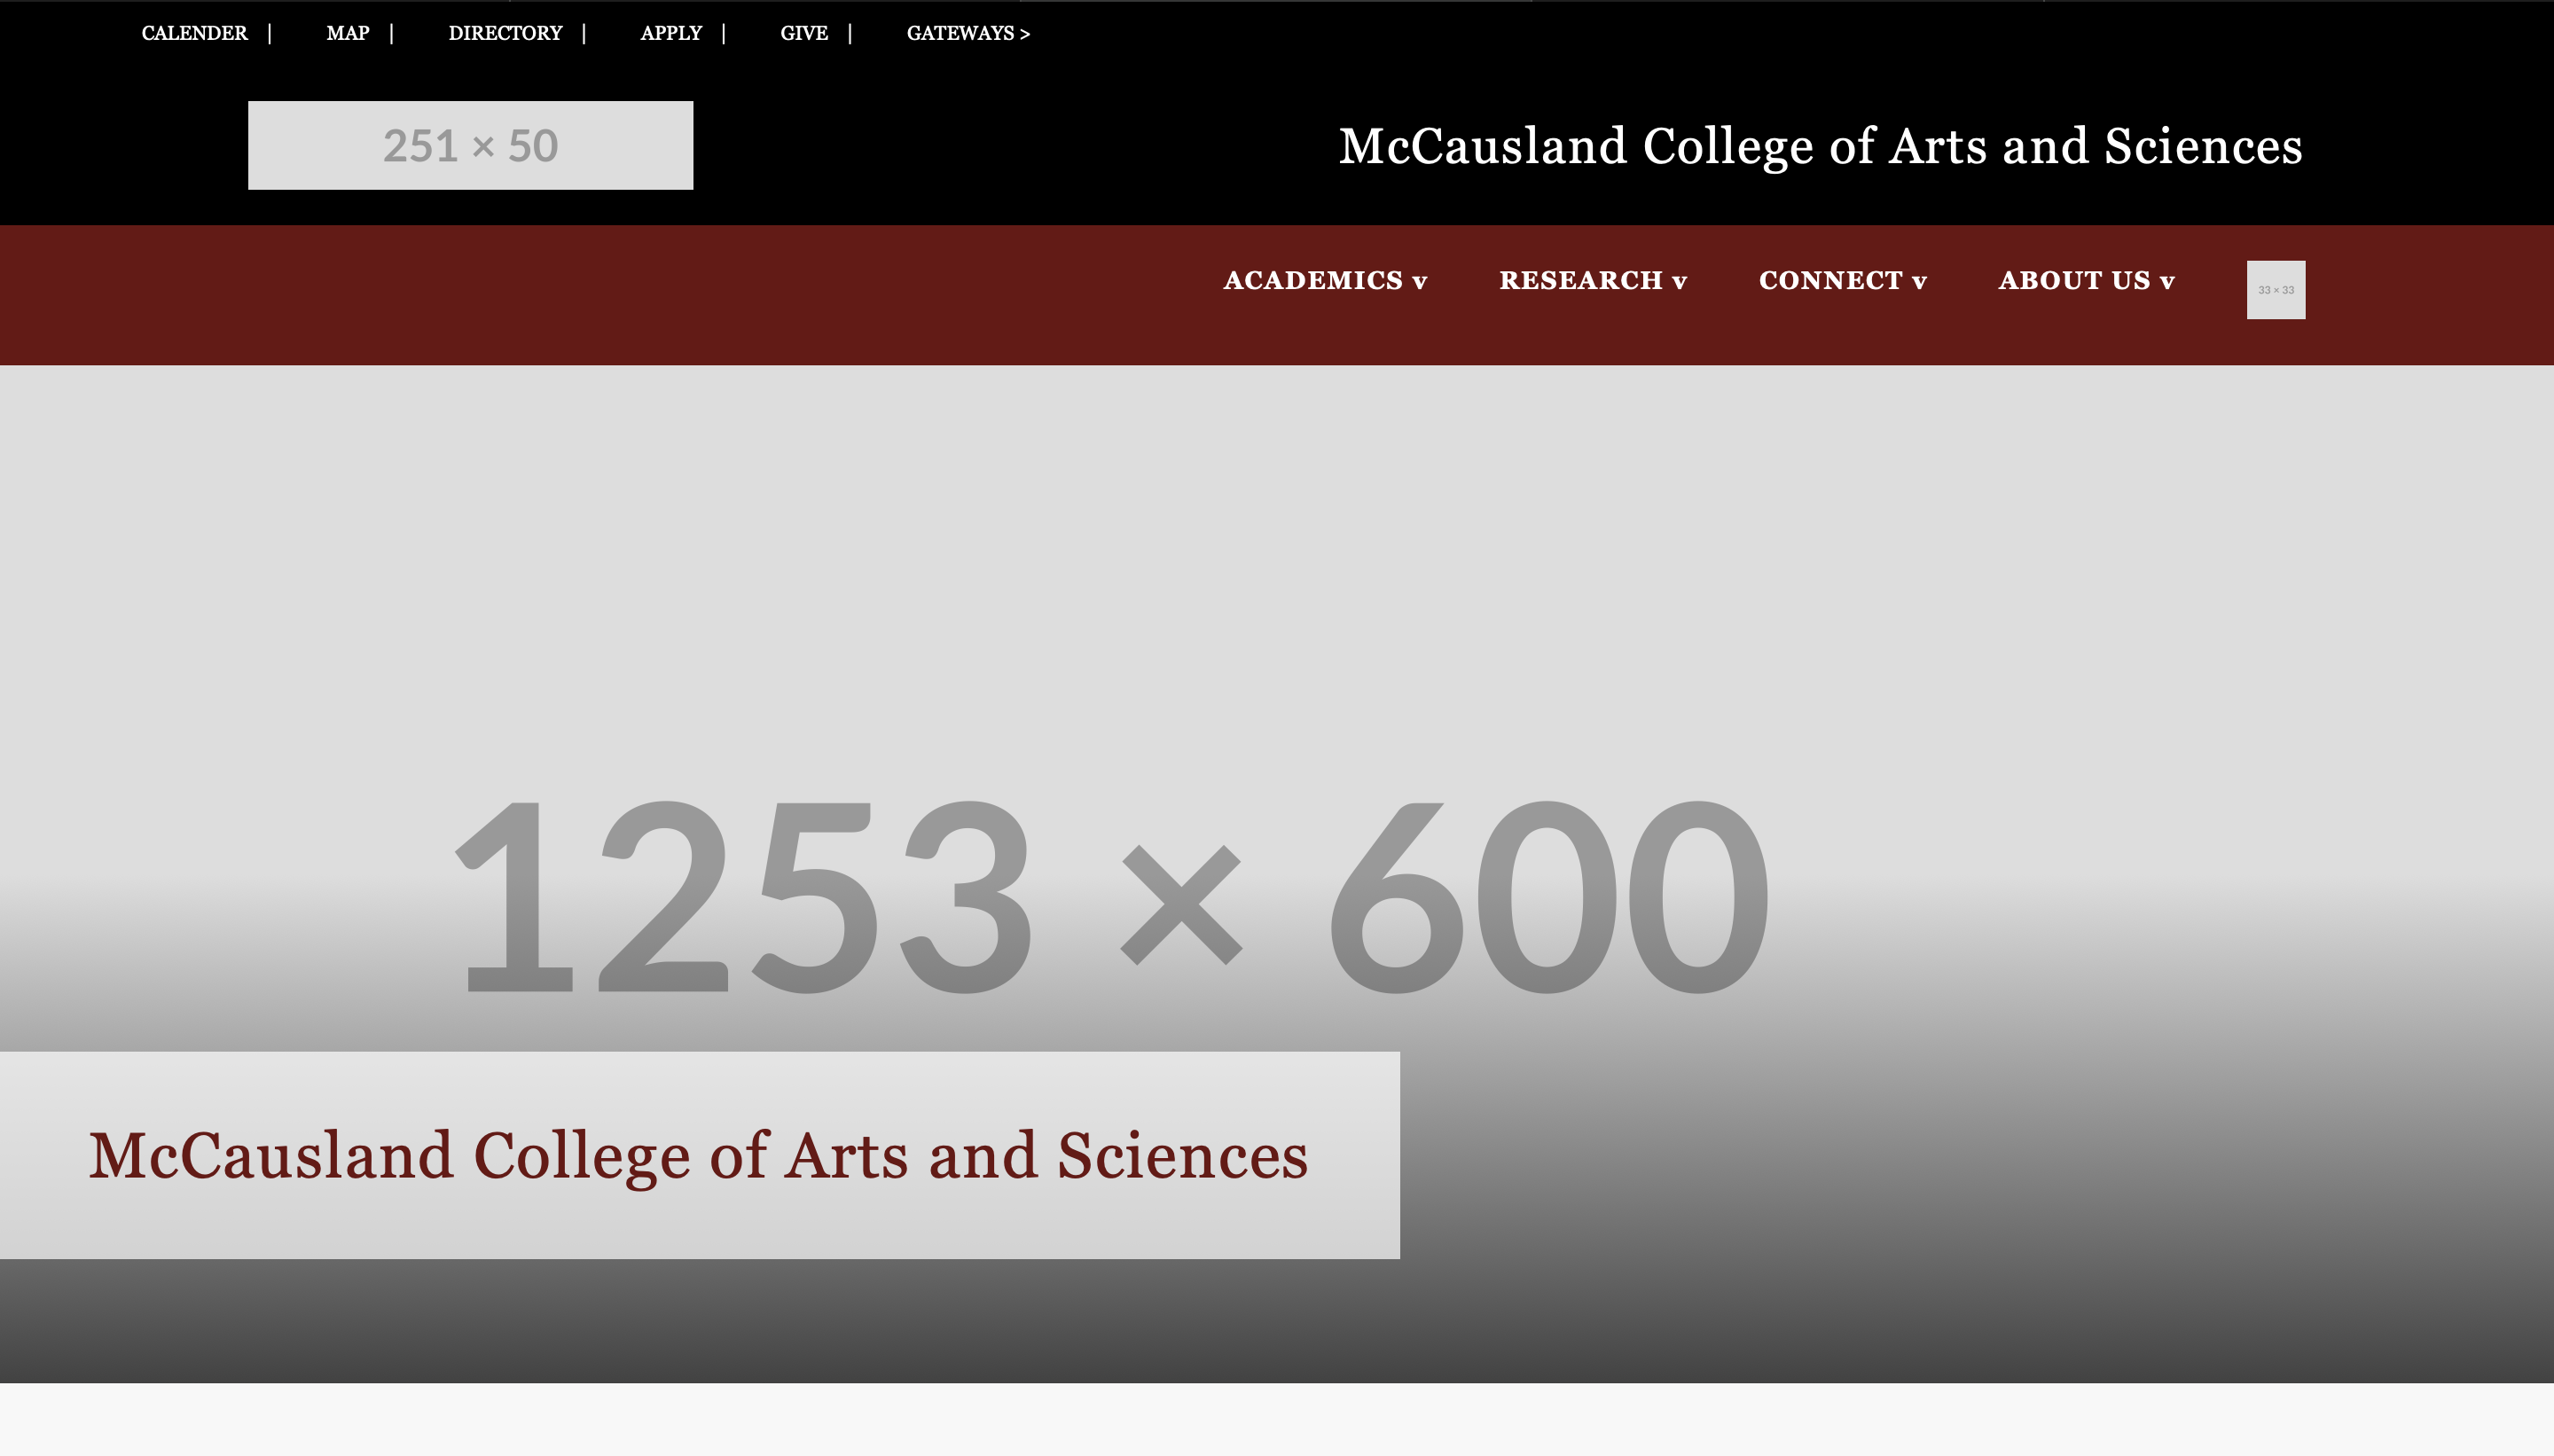 CALENDER | MAP | DIRECTORY | APPLY | GIVE | GATEWAYS >
251 × 50
McCausland College of Arts and Sciences
ACADEMICS v RESEARCH v CONNECT v ABOUT US v 33 × 33
1253 × 600
McCausland College of Arts and Sciences